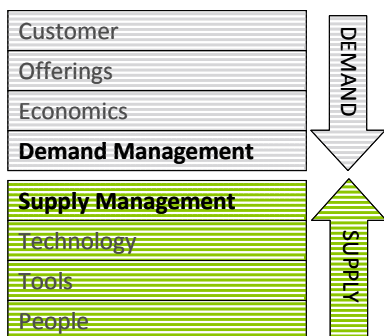 Customer
Offerings
Economics
Demand Management
DEMAND
Supply Management
Technology
Tools
People
SUPPLY